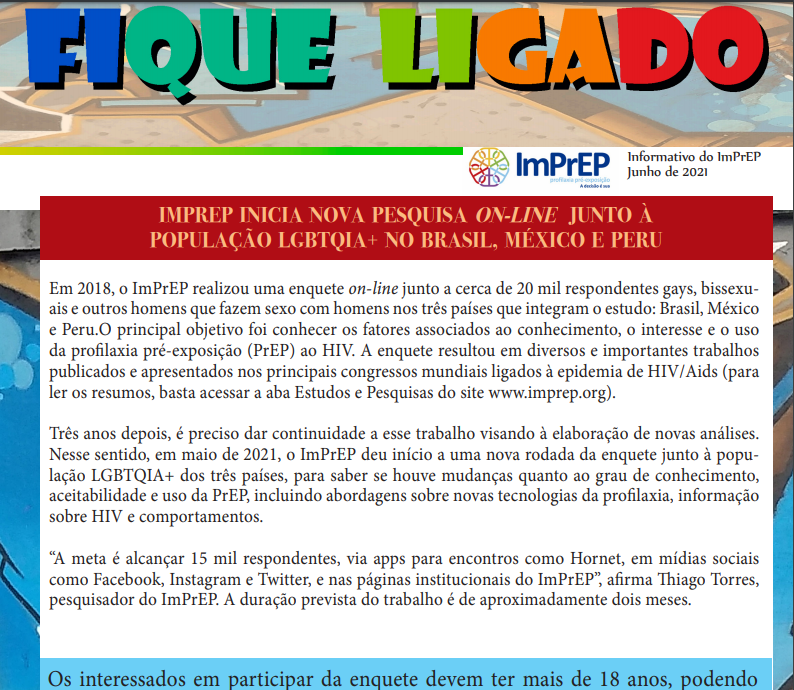 FIQUE LIGADO
ImPrEP
profilaxia pré-exposição
A decisão é sua
Informativo do ImPrEP
Junho de 2021
IMPREP INICIA NOVA PESQUISA ON-LINE JUNTO À
POPULAÇÃO LGBTQIA+ NO BRASIL, MÉXICO E PERU
Em 2018, o ImPrEP realizou uma enquete on-line junto a cerca de 20 mil respondentes gays, bissexu-
ais e outros homens que fazem sexo com homens nos três países que integram o estudo: Brasil, México
e Peru.O principal objetivo foi conhecer os fatores associados ao conhecimento, o interesse e o uso
da profilaxia pré-exposição (PrEP) ao HIV. A enquete resultou em diversos e importantes trabalhos
publicados e apresentados nos principais congressos mundiais ligados à epidemia de HIV/Aids (para
ler os resumos, basta acessar a aba Estudos e Pesquisas do site www.imprep.org).
Três anos depois, é preciso dar continuidade a esse trabalho visando à elaboração de novas análises.
Nesse sentido, em maio de 2021, o ImPrEP deu início a uma nova rodada da enquete junto à popu-
lação LGBTQIA+ dos três países, para saber se houve mudanças quanto ao grau de conhecimento,
aceitabilidade e uso da PrEP, incluindo abordagens sobre novas tecnologias da profilaxia, informação
sobre HIV e comportamentos.
“A meta é alcançar 15 mil respondentes, via apps para encontros como Hornet, em mídias sociais
como Facebook, Instagram e Twitter, e nas páginas institucionais do ImPrEP”, afirma Thiago Torres,
pesquisador do ImPrEP. A duração prevista do trabalho é de aproximadamente dois meses.
Os interessados em participar da enquete devem ter mais de 18 anos, podendo